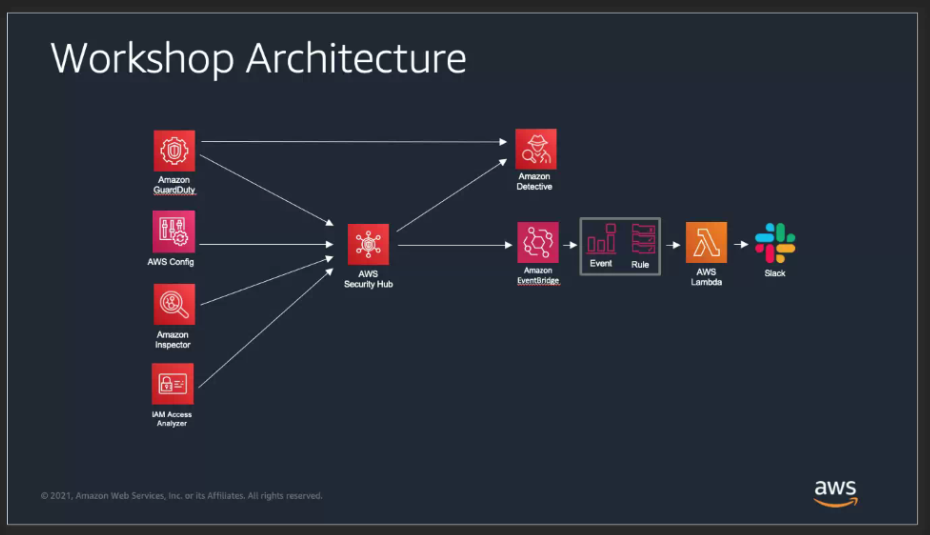 Workshop Architecture
Amazon
GuardDuty
Amazon
Detective
AWS Config
AWS
Security Hub
Amazon
EventBridge
Event
Rule
AWS
Lambda
Slack
Amazon
Inspector
IAM Access
Analyzer
© 2021, Amazon Web Services, Inc. or its Affiliates. All rights reserved.
aws